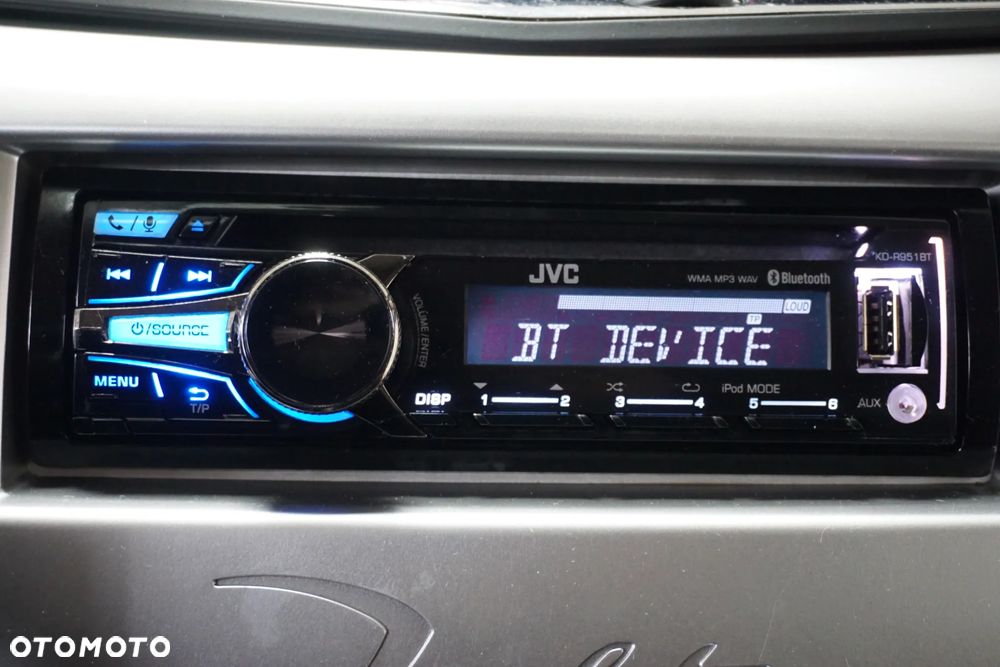 KD-R951BT
JVC
WMA MP3 WAV Bluetooth
LOUD
TP
⏻/SOURCE
BT DEVICE
VOLUME/ENTER
MENU
T/P
DISP
1 2 3 4 iPod MODE 5 6
AUX
OTOMOTO